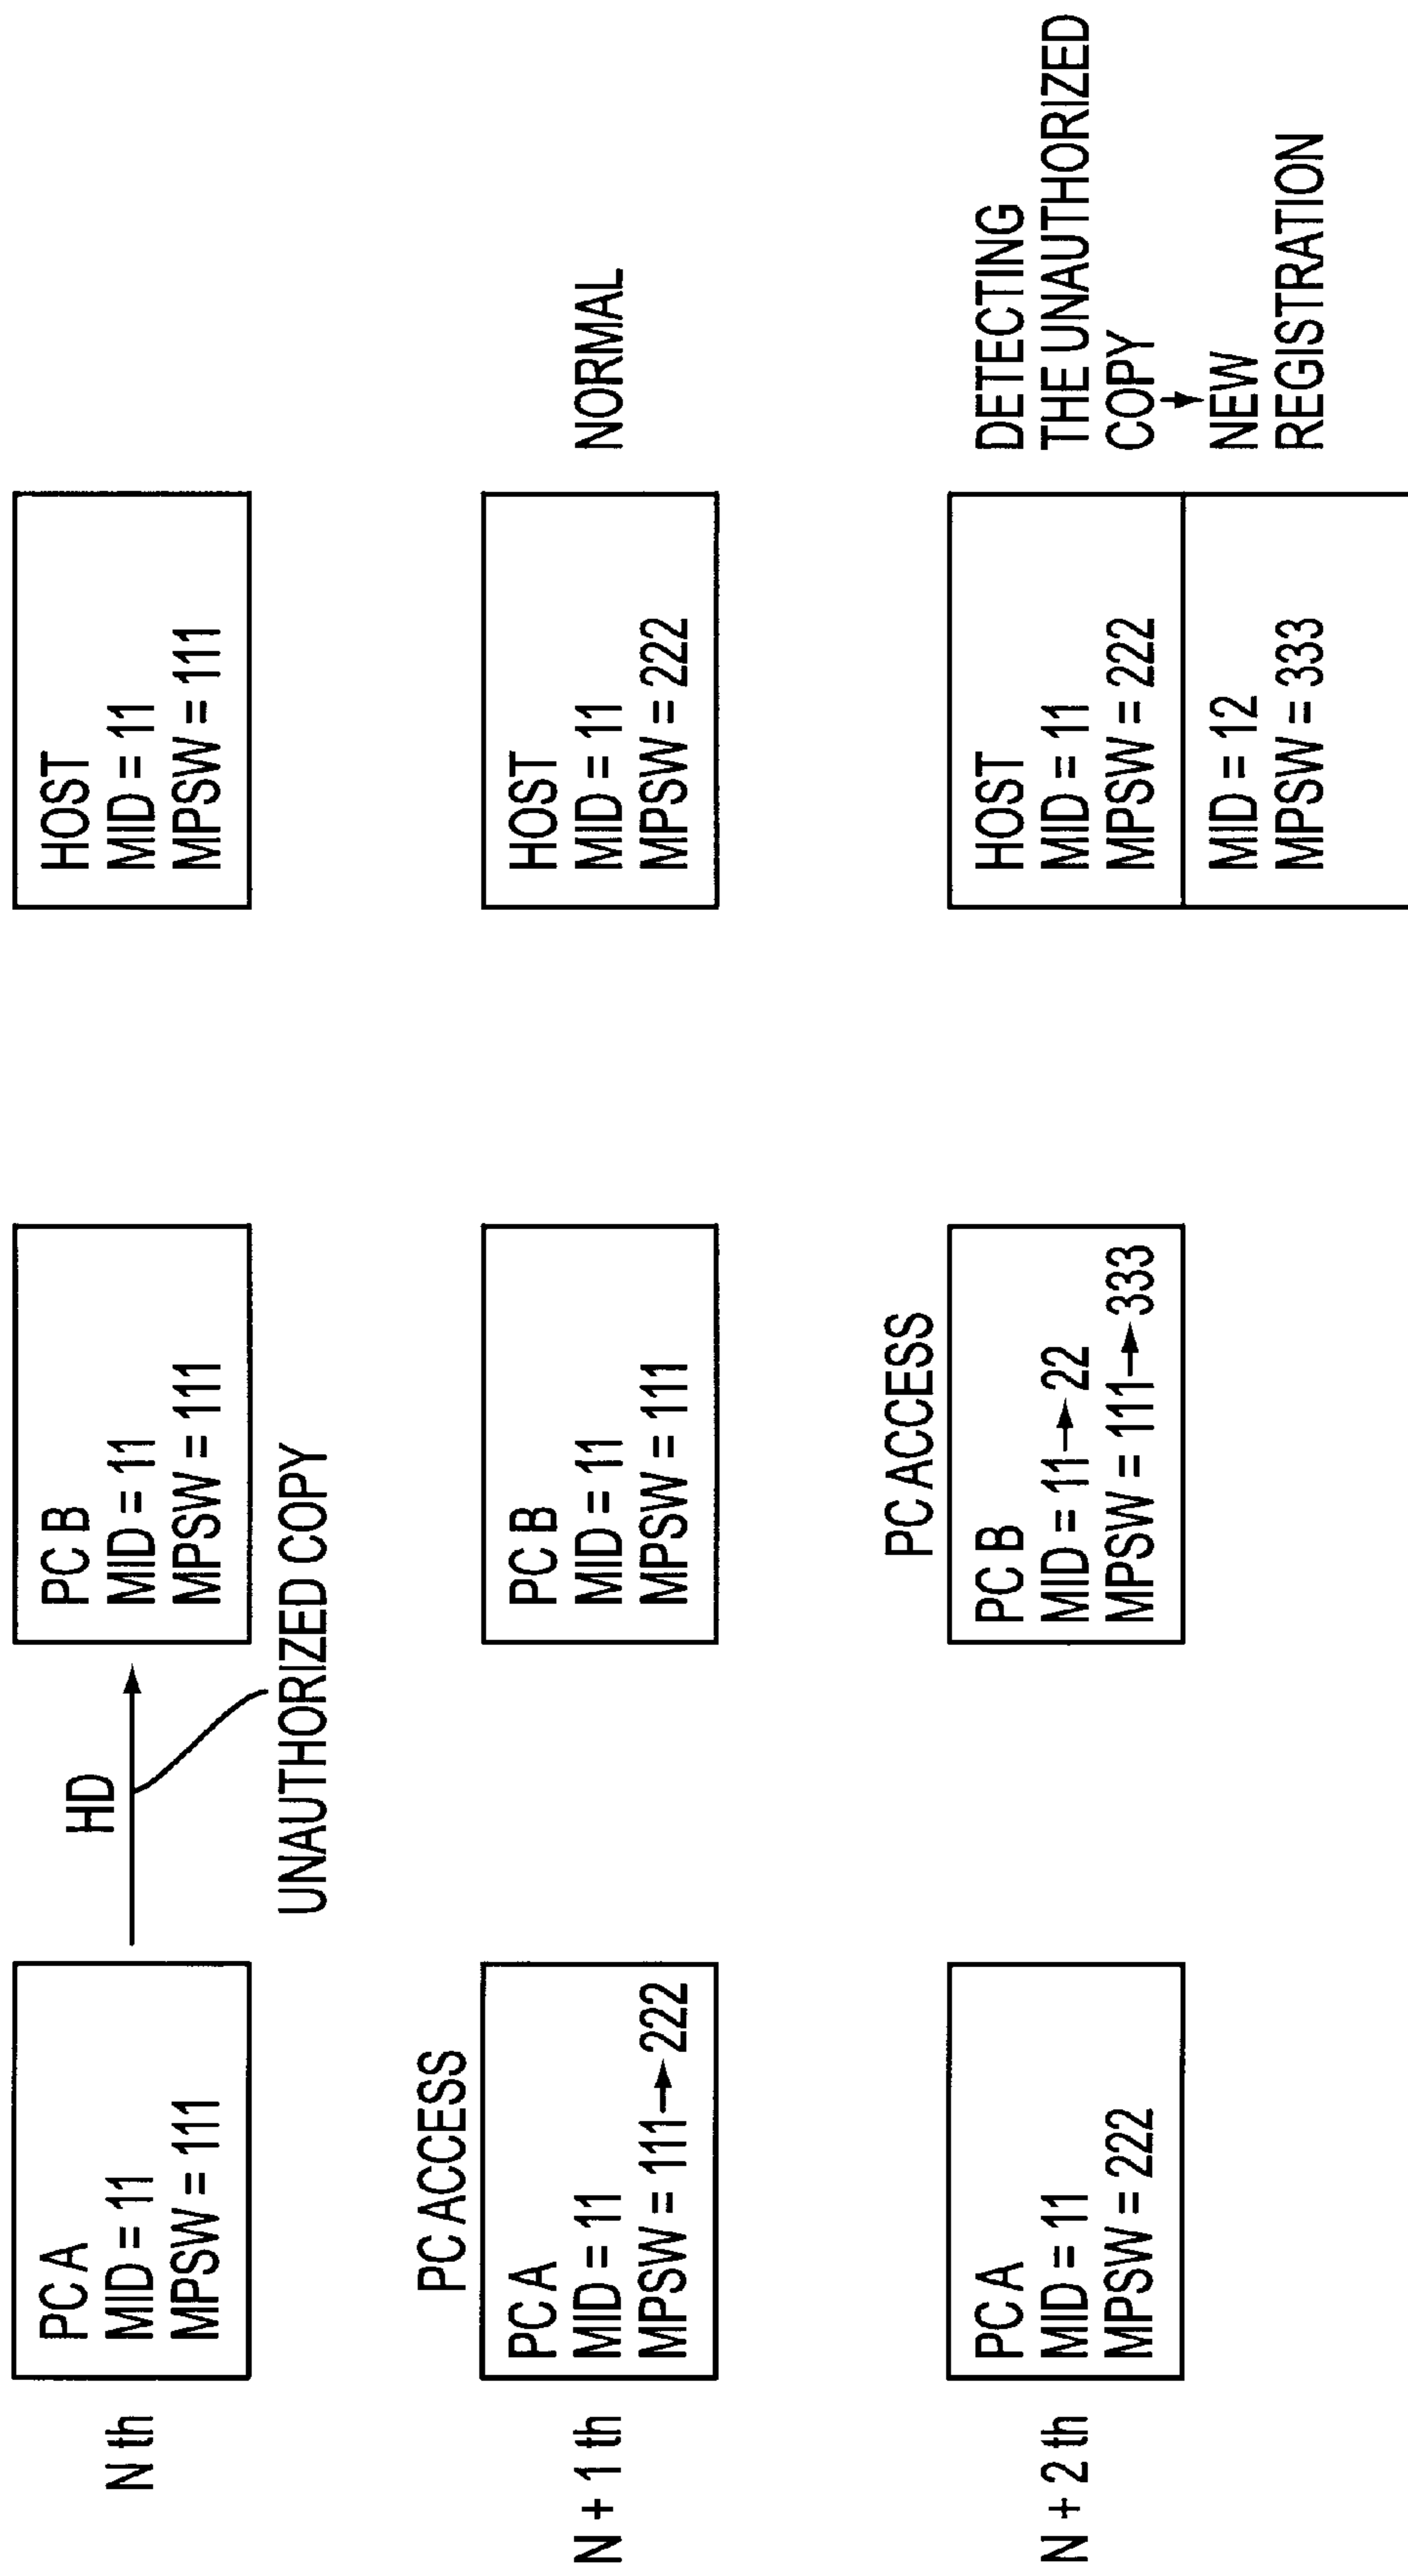 N th
PC A
MID = 11
MPSW = 111
HD
UNAUTHORIZED COPY
PC B
MID = 11
MPSW = 111
HOST
MID = 11
MPSW = 111
N + 1 th
PC ACCESS
PC A
MID = 11
MPSW = 111→222
PC B
MID = 11
MPSW = 111
HOST
MID = 11
MPSW = 222
NORMAL
N + 2 th
PC A
MID = 11
MPSW = 222
PC ACCESS
PC B
MID = 11→22
MPSW = 111→333
HOST
MID = 11
MPSW = 222
MID = 12
MPSW = 333
DETECTING
THE UNAUTHORIZED
COPY
NEW
REGISTRATION